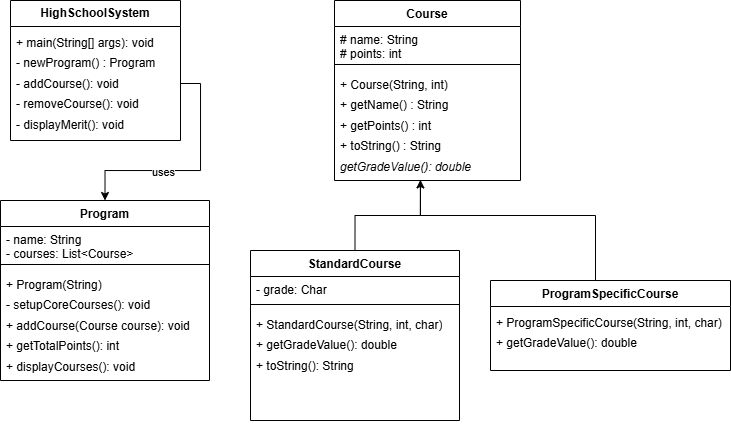 HighSchoolSystem
+ main(String[] args): void
- newProgram() : Program
- addCourse(): void
- removeCourse(): void
- displayMerit(): void
uses
Program
- name: String
- courses: List<Course>
+ Program(String)
- setupCoreCourses(): void
+ addCourse(Course course): void
+ getTotalPoints(): int
+ displayCourses(): void
Course
# name: String
# points: int
+ Course(String, int)
+ getName() : String
+ getPoints() : int
+ toString() : String
getGradeValue(): double
StandardCourse
- grade: Char
+ StandardCourse(String, int, char)
+ getGradeValue(): double
+ toString(): String
ProgramSpecificCourse
+ ProgramSpecificCourse(String, int, char)
+ getGradeValue(): double